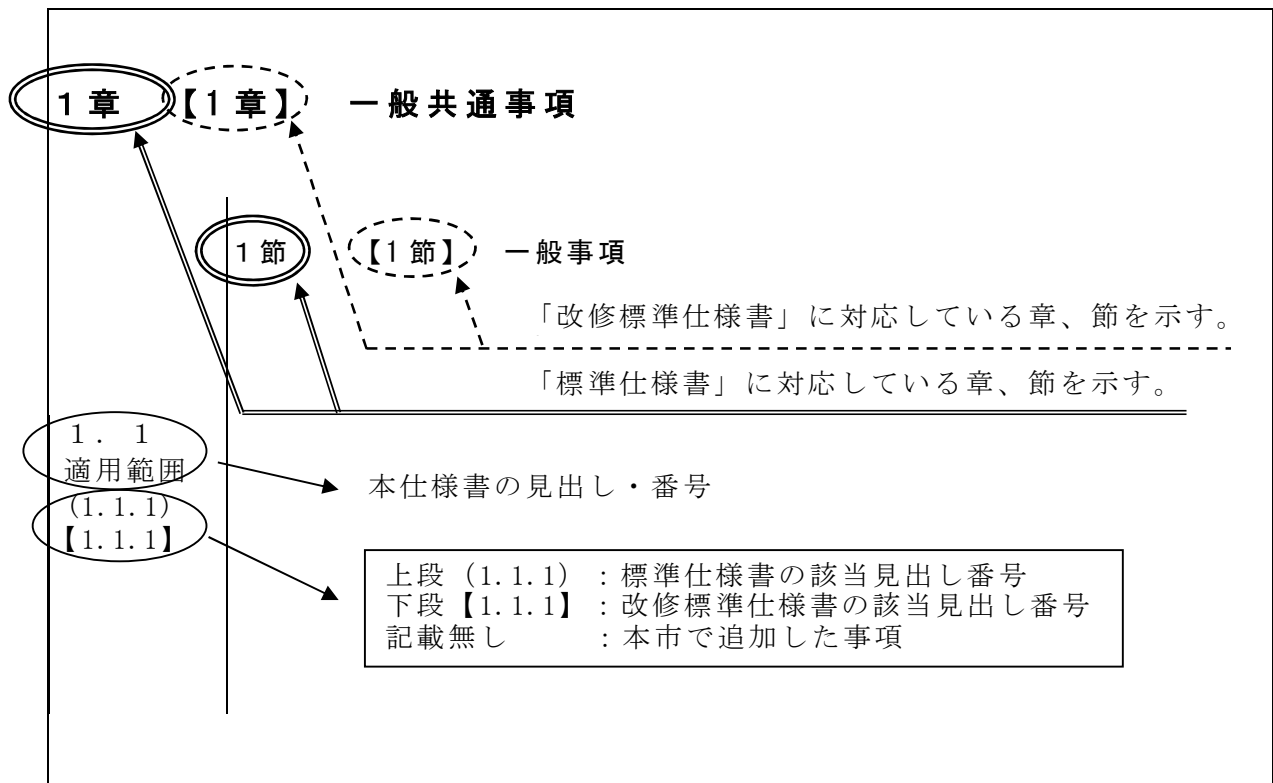 1章 【1章】 一般共通事項
1節 【1節】 一般事項
「改修標準仕様書」に対応している章、節を示す。
「標準仕様書」に対応している章、節を示す。
1．1
適用範囲
本仕様書の見出し・番号
(1.1.1)
【1.1.1】
上段 (1.1.1) ：標準仕様書の該当見出し番号
下段【1.1.1】：改修標準仕様書の該当見出し番号
記載無し ：本市で追加した事項